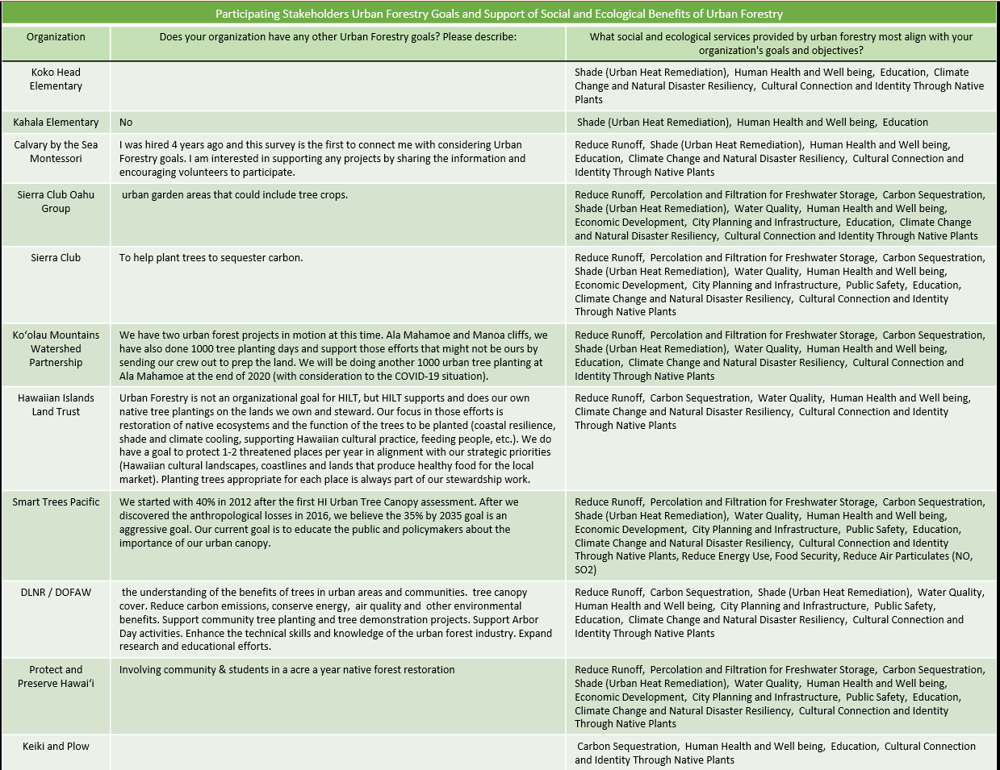 Participating Stakeholders Urban Forestry Goals and Support of Social and Ecological Benefits of Urban Forestry
Organization
Does your organization have any other Urban Forestry goals? Please describe:
What social and ecological services provided by urban forestry most align with your
organization's goals and objectives?
Koko Head
Elementary
Shade (Urban Heat Remediation), Human Health and Well being, Education, Climate
Change and Natural Disaster Resiliency, Cultural Connection and Identity Through Native
Plants
Kahala Elementary
No
Shade (Urban Heat Remediation), Human Health and Well being, Education
Calvary by the Sea
Montessori
I was hired 4 years ago and this survey is the first to connect me with considering Urban
Forestry goals. I am interested in supporting any projects by sharing the information and
encouraging volunteers to participate.
Reduce Runoff, Shade (Urban Heat Remediation), Human Health and Well being,
Education, Climate Change and Natural Disaster Resiliency, Cultural Connection and
Identity Through Native Plants
Sierra Club Oahu
Group
urban garden areas that could include tree crops.
Reduce Runoff, Percolation and Filtration for Freshwater Storage, Carbon Sequestration,
Shade (Urban Heat Remediation), Water Quality, Human Health and Well being,
Economic Development, City Planning and Infrastructure, Education, Climate Change
and Natural Disaster Resiliency, Cultural Connection and Identity Through Native Plants
Sierra Club
To help plant trees to sequester carbon.
Reduce Runoff, Percolation and Filtration for Freshwater Storage, Carbon Sequestration,
Shade (Urban Heat Remediation), Water Quality, Human Health and Well being,
Economic Development, City Planning and Infrastructure, Public Safety, Education,
Climate Change and Natural Disaster Resiliency, Cultural Connection and Identity
Through Native Plants
Koʻolau Mountains
Watershed
Partnership
We have two urban forest projects in motion at this time. Ala Mahamoe and Manoa cliffs, we
have also done 1000 tree planting days and support those efforts that might not be ours by
sending our crew out to prep the land. We will be doing another 1000 urban tree planting at
Ala Mahamoe at the end of 2020 (with consideration to the COVID-19 situation).
Reduce Runoff, Percolation and Filtration for Freshwater Storage, Carbon Sequestration,
Shade (Urban Heat Remediation), Water Quality, Human Health and Well being,
Education, Climate Change and Natural Disaster Resiliency, Cultural Connection and
Identity Through Native Plants
Hawaiian Islands
Land Trust
Urban Forestry is not an organizational goal for HILT, but HILT supports and does our own
native tree plantings on the lands we own and steward. Our focus in those efforts is
restoration of native ecosystems and the function of the trees to be planted (coastal resilience,
shade and climate cooling, supporting Hawaiian cultural practice, feeding people, etc.). We do
have a goal to protect 1-2 threatened places per year in alignment with our strategic priorities
(Hawaiian cultural landscapes, coastlines and lands that produce healthy food for the local
market). Planting trees appropriate for each place is always part of our stewardship work.
Reduce Runoff, Carbon Sequestration, Water Quality, Human Health and Well being,
Climate Change and Natural Disaster Resiliency, Cultural Connection and Identity
Through Native Plants
Smart Trees Pacific
We started with 40% in 2012 after the first HI Urban Tree Canopy assessment. After we
discovered the anthropological losses in 2016, we believe the 35% by 2035 goal is an
aggressive goal. Our current goal is to educate the public and policymakers about the
importance of our urban canopy.
Reduce Runoff, Percolation and Filtration for Freshwater Storage, Carbon Sequestration,
Shade (Urban Heat Remediation), Water Quality, Human Health and Well being,
Economic Development, City Planning and Infrastructure, Public Safety, Education,
Climate Change and Natural Disaster Resiliency, Cultural Connection and Identity
Through Native Plants, Reduce Energy Use, Food Security, Reduce Air Particulates (NO,
SO2)
DLNR / DOFAW
the understanding of the benefits of trees in urban areas and communities. tree canopy
cover. Reduce carbon emissions, conserve energy, air quality and other environmental
benefits. Support community tree planting and tree demonstration projects. Support Arbor
Day activities. Enhance the technical skills and knowledge of the urban forest industry. Expand
research and educational efforts.
Reduce Runoff, Carbon Sequestration, Shade (Urban Heat Remediation), Water Quality,
Human Health and Well being, City Planning and Infrastructure, Public Safety,
Education, Climate Change and Natural Disaster Resiliency, Cultural Connection and
Identity Through Native Plants
Protect and
Preserve Hawaiʻi
Involving community & students in a acre a year native forest restoration
Reduce Runoff, Percolation and Filtration for Freshwater Storage, Carbon Sequestration,
Shade (Urban Heat Remediation), Water Quality, Human Health and Well being,
Economic Development, City Planning and Infrastructure, Public Safety, Education,
Climate Change and Natural Disaster Resiliency, Cultural Connection and Identity
Through Native Plants
Keiki and Plow
Carbon Sequestration, Human Health and Well being, Education, Cultural Connection
and Identity Through Native Plants